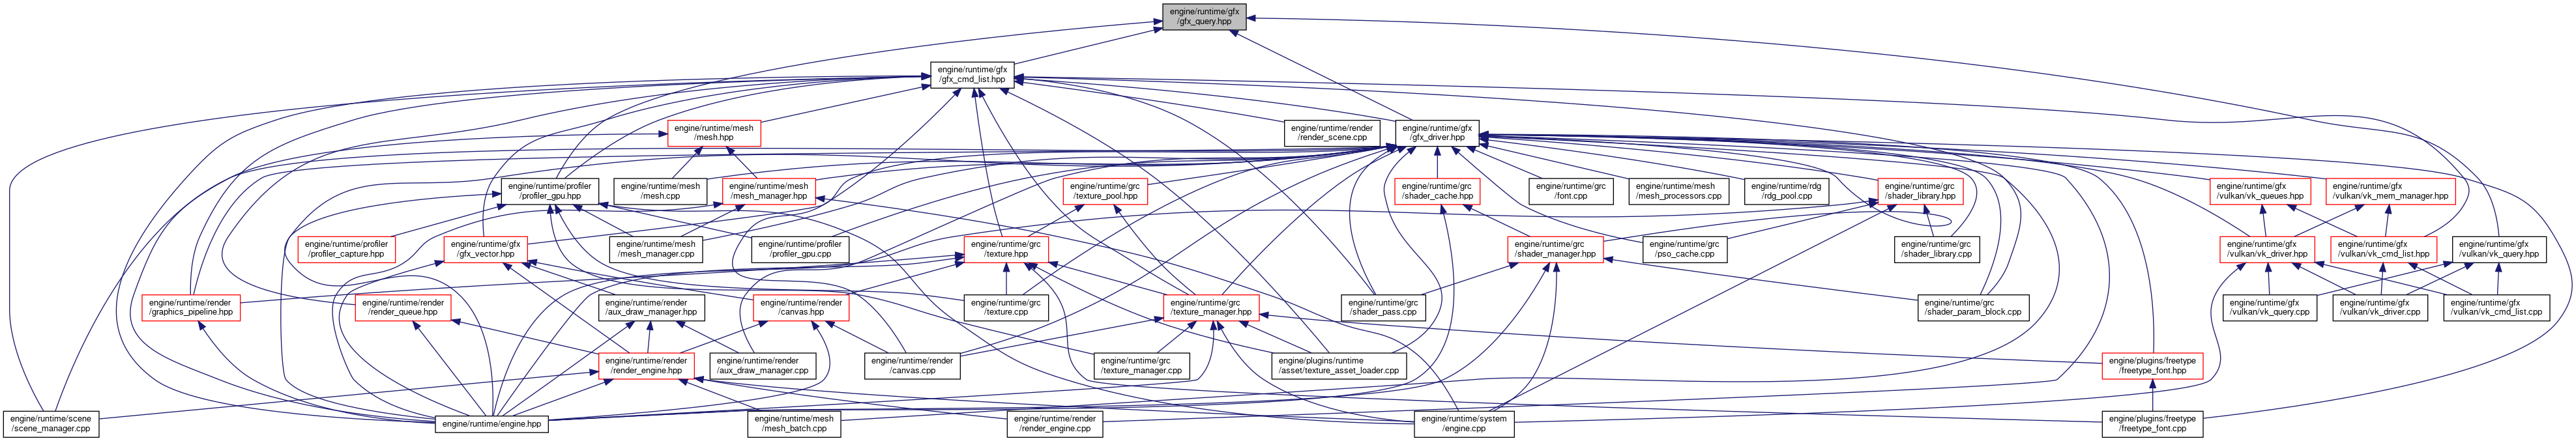 engine/runtime/gfx
/gfx_query.hpp
engine/runtime/gfx
/gfx_cmd_list.hpp
engine/runtime/mesh
/mesh.hpp
engine/runtime/render
/render_scene.cpp
engine/runtime/gfx
/gfx_driver.hpp
engine/runtime/profiler
/profiler_gpu.hpp
engine/runtime/mesh
/mesh.cpp
engine/runtime/mesh
/mesh_manager.hpp
engine/runtime/grc
/texture_pool.hpp
engine/runtime/grc
/shader_cache.hpp
engine/runtime/grc
/font.cpp
engine/runtime/mesh
/mesh_processors.cpp
engine/runtime/rdg
/rdg_pool.cpp
engine/runtime/grc
/shader_library.hpp
engine/runtime/gfx
/vulkan/vk_queues.hpp
engine/runtime/gfx
/vulkan/vk_mem_manager.hpp
engine/runtime/profiler
/profiler_capture.hpp
engine/runtime/gfx
/gfx_vector.hpp
engine/runtime/mesh
/mesh_manager.cpp
engine/runtime/profiler
/profiler_gpu.cpp
engine/runtime/grc
/texture.hpp
engine/runtime/grc
/shader_manager.hpp
engine/runtime/grc
/pso_cache.cpp
engine/runtime/grc
/shader_library.cpp
engine/runtime/gfx
/vulkan/vk_driver.hpp
engine/runtime/gfx
/vulkan/vk_cmd_list.hpp
engine/runtime/gfx
/vulkan/vk_query.hpp
engine/runtime/render
/graphics_pipeline.hpp
engine/runtime/render
/render_queue.hpp
engine/runtime/render
/aux_draw_manager.hpp
engine/runtime/render
/canvas.hpp
engine/runtime/grc
/texture.cpp
engine/runtime/grc
/texture_manager.hpp
engine/runtime/grc
/shader_pass.cpp
engine/runtime/grc
/shader_param_block.cpp
engine/runtime/gfx
/vulkan/vk_query.cpp
engine/runtime/gfx
/vulkan/vk_driver.cpp
engine/runtime/gfx
/vulkan/vk_cmd_list.cpp
engine/runtime/render
/render_engine.hpp
engine/runtime/render
/aux_draw_manager.cpp
engine/runtime/render
/canvas.cpp
engine/runtime/grc
/texture_manager.cpp
engine/plugins/runtime
/asset/texture_asset_loader.cpp
engine/plugins/freetype
/freetype_font.hpp
engine/runtime/scene
/scene_manager.cpp
engine/runtime/engine.hpp
engine/runtime/mesh
/mesh_batch.cpp
engine/runtime/render
/render_engine.cpp
engine/runtime/system
/engine.cpp
engine/plugins/freetype
/freetype_font.cpp